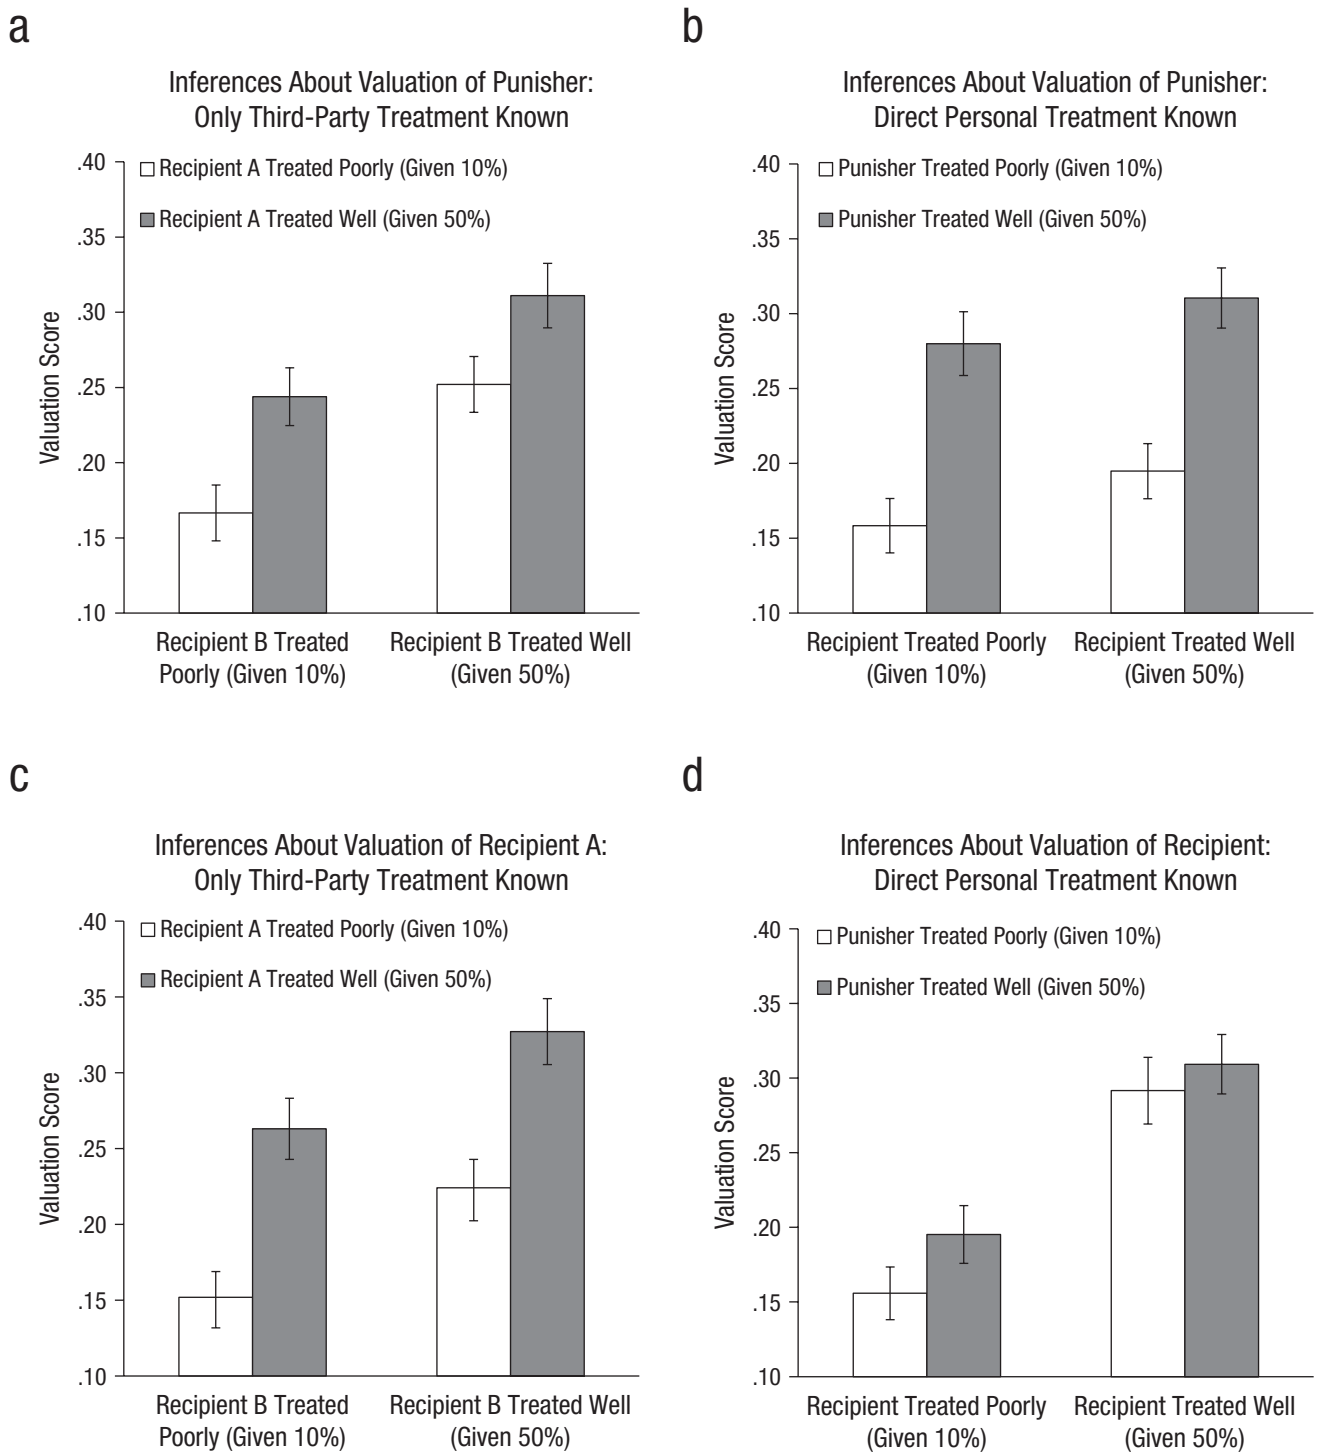 a
Inferences About Valuation of Punisher:
Only Third-Party Treatment Known
.40
.35
.30
.25
.20
.15
.10
Valuation Score
Recipient A Treated Poorly (Given 10%)
Recipient A Treated Well (Given 50%)
Recipient B Treated
Poorly (Given 10%)
Recipient B Treated Well
(Given 50%)
b
Inferences About Valuation of Punisher:
Direct Personal Treatment Known
.40
.35
.30
.25
.20
.15
.10
Valuation Score
Punisher Treated Poorly (Given 10%)
Punisher Treated Well (Given 50%)
Recipient Treated Poorly
(Given 10%)
Recipient Treated Well
(Given 50%)
c
Inferences About Valuation of Recipient A:
Only Third-Party Treatment Known
.40
.35
.30
.25
.20
.15
.10
Valuation Score
Recipient A Treated Poorly (Given 10%)
Recipient A Treated Well (Given 50%)
Recipient B Treated
Poorly (Given 10%)
Recipient B Treated Well
(Given 50%)
d
Inferences About Valuation of Recipient:
Direct Personal Treatment Known
.40
.35
.30
.25
.20
.15
.10
Valuation Score
Punisher Treated Poorly (Given 10%)
Punisher Treated Well (Given 50%)
Recipient Treated Poorly
(Given 10%)
Recipient Treated Well
(Given 50%)